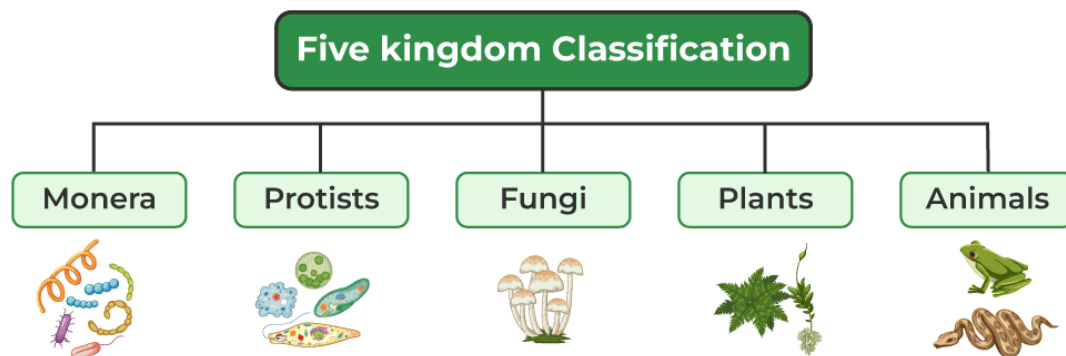 Five kingdom Classification
Monera
Protists
Fungi
Plants
Animals